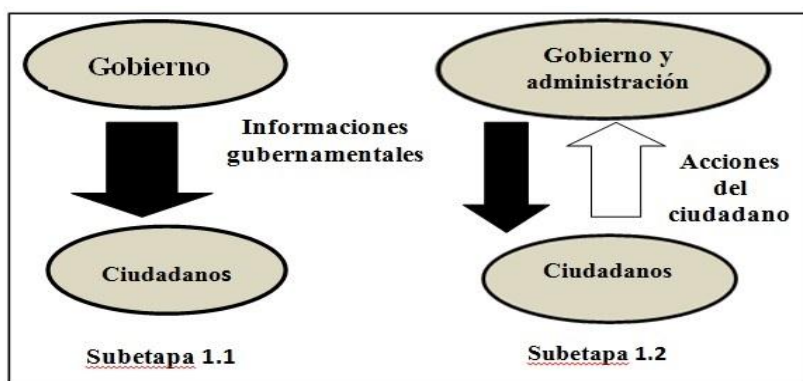 Gobierno
Informaciones
gubernamentales
Ciudadanos
Subetapa 1.1
Gobierno y
administración
Acciones
del
ciudadano
Ciudadanos
Subetapa 1.2